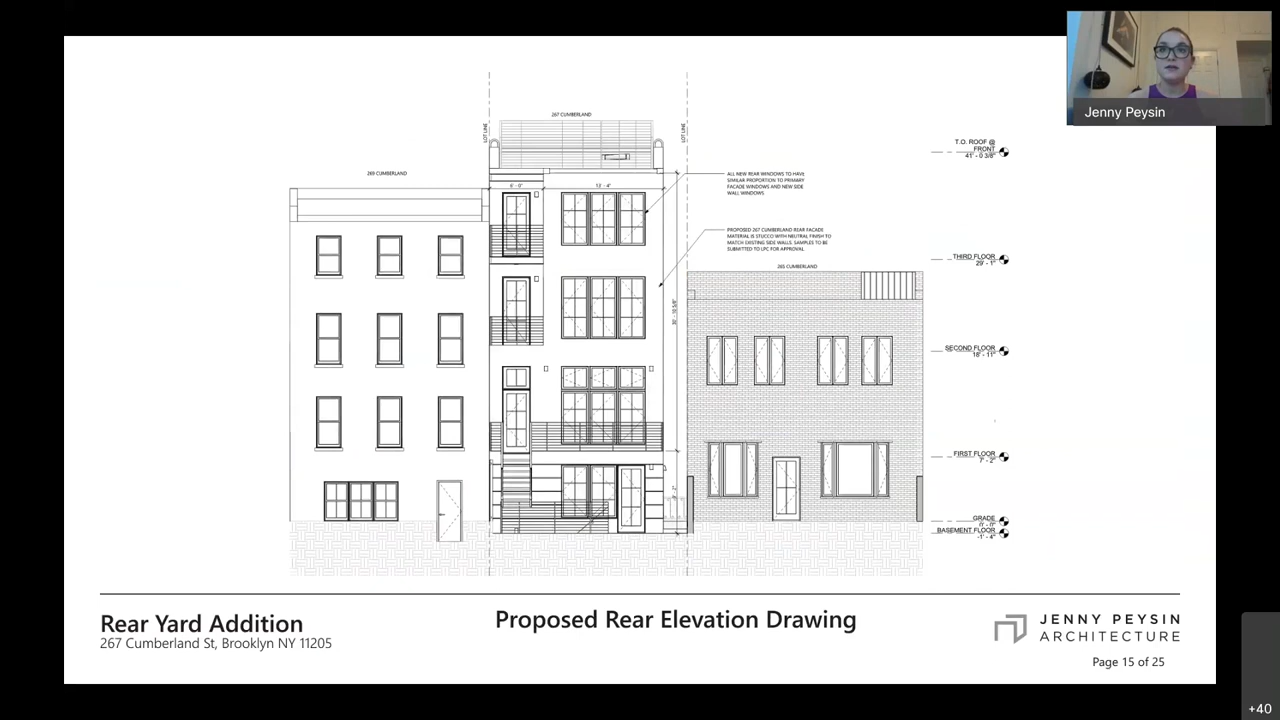 Jenny Peysin
267 CUMBERLAND
LOT LINE
LOT LINE
T.O. ROOF @
FRONT
41' - 0 3/8"
269 CUMBERLAND
ALL NEW REAR WINDOWS TO HAVE
SIMILAR PROPORTION TO PRIMARY
FACADE WINDOWS AND NEW SIDE
WALL WINDOWS.
6' - 0"
13' - 4"
PROPOSED 267 CUMBERLAND REAR FACADE
MATERIAL IS STUCCO WITH NEUTRAL FINISH TO
MATCH EXISTING SIDE WALLS. SAMPLES TO BE
SUBMITTED TO LPC FOR APPROVAL.
THIRD FLOOR
29' - 1"
265 CUMBERLAND
30' - 10 5/8"
SECOND FLOOR
18' - 11"
FIRST FLOOR
7' - 2"
GRADE
0' - 0"
BASEMENT FLOOR
-1' - 4"
Rear Yard Addition
267 Cumberland St, Brooklyn NY 11205
Proposed Rear Elevation Drawing
JENNY PEYSIN
ARCHITECTURE
Page 15 of 25
+40